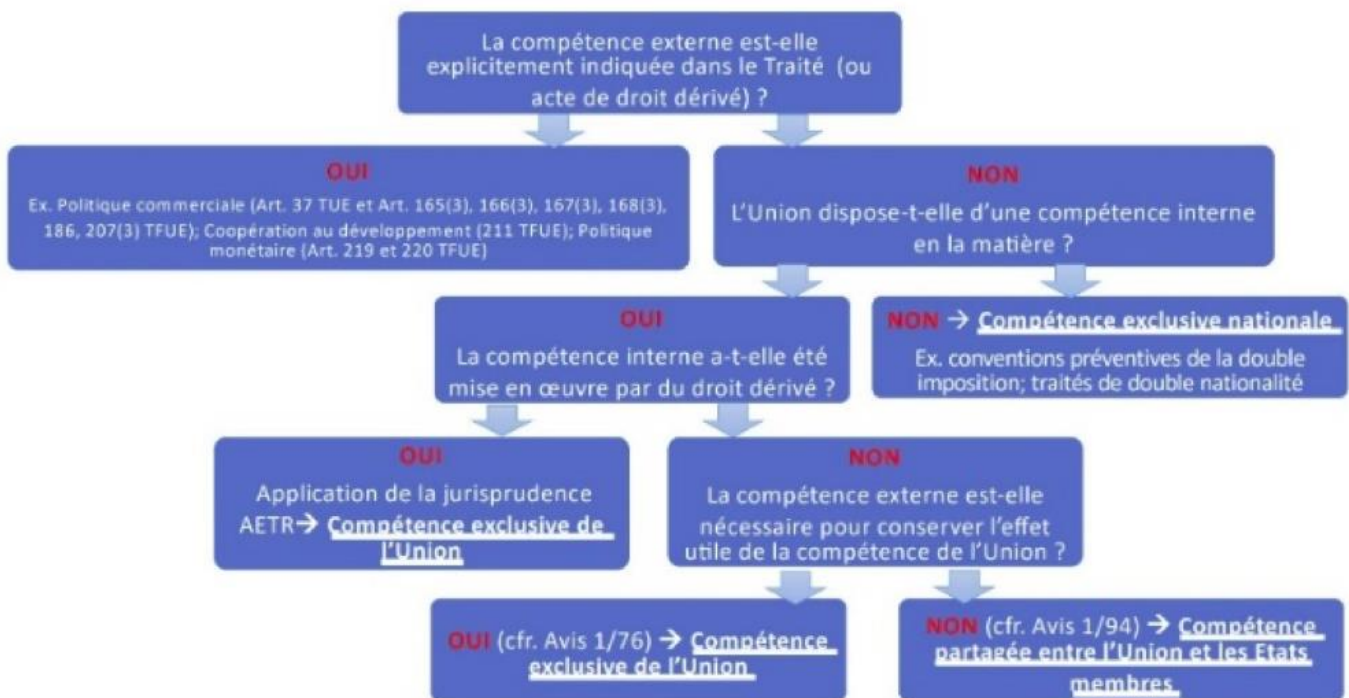 La compétence externe est-elle
explicitement indiquée dans le Traité (ou
acte de droit dérivé) ?
OUI
Ex. Politique commerciale (Art. 37 TUE et Art. 165(3), 166(3), 167(3), 168(3),
186, 207(3) TFUE); Coopération au développement (211 TFUE); Politique
monétaire (Art. 219 et 220 TFUE)
NON
L'Union dispose-t-elle d'une compétence interne
en la matière ?
OUI
La compétence interne a-t-elle été
mise en œuvre par du droit dérivé ?
NON → Compétence exclusive nationale
Ex. conventions préventives de la double
imposition; traités de double nationalité
OUI
Application de la jurisprudence
AETR→ Compétence exclusive de
l'Union
NON
La compétence externe est-elle
nécessaire pour conserver l'effet
utile de la compétence de l'Union ?
OUI (cfr. Avis 1/76) → Compétence
exclusive de l'Union
NON (cfr. Avis 1/94) → Compétence
partagée entre l'Union et les Etats
membres